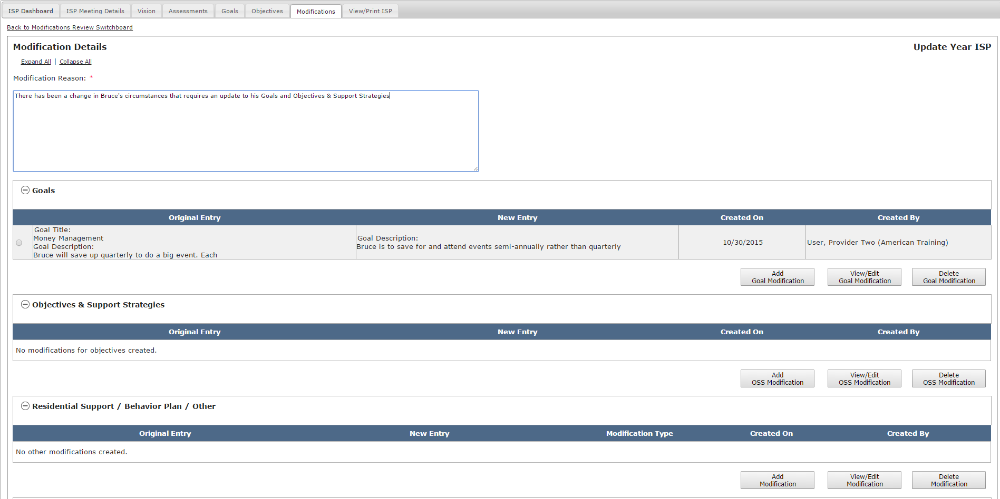 ISP Dashboard ISP Meeting Details Vision Assessments Goals Objectives Modifications View/Print ISP
Back to Modifications Review Switchboard
Modification Details Update Year ISP
Expand All | Collapse All
Modification Reason: *
There has been a change in Bruce's circumstances that requires an update to his Goals and Objectives & Support Strategies
Goals
Original Entry New Entry Created On Created By
Goal Title:
Money Management
Goal Description:
Bruce will save up quarterly to do a big event. Each
Goal Description:
Bruce is to save for and attend events semi-annually rather than quarterly
10/30/2015
User, Provider Two (American Training)
Add
Goal Modification
View/Edit
Goal Modification
Delete
Goal Modification
Objectives & Support Strategies
Original Entry New Entry Created On Created By
No modifications for objectives created.
Add
OSS Modification
View/Edit
OSS Modification
Delete
OSS Modification
Residential Support / Behavior Plan / Other
Original Entry New Entry Modification Type Created On Created By
No other modifications created.
Add
Modification
View/Edit
Modification
Delete
Modification